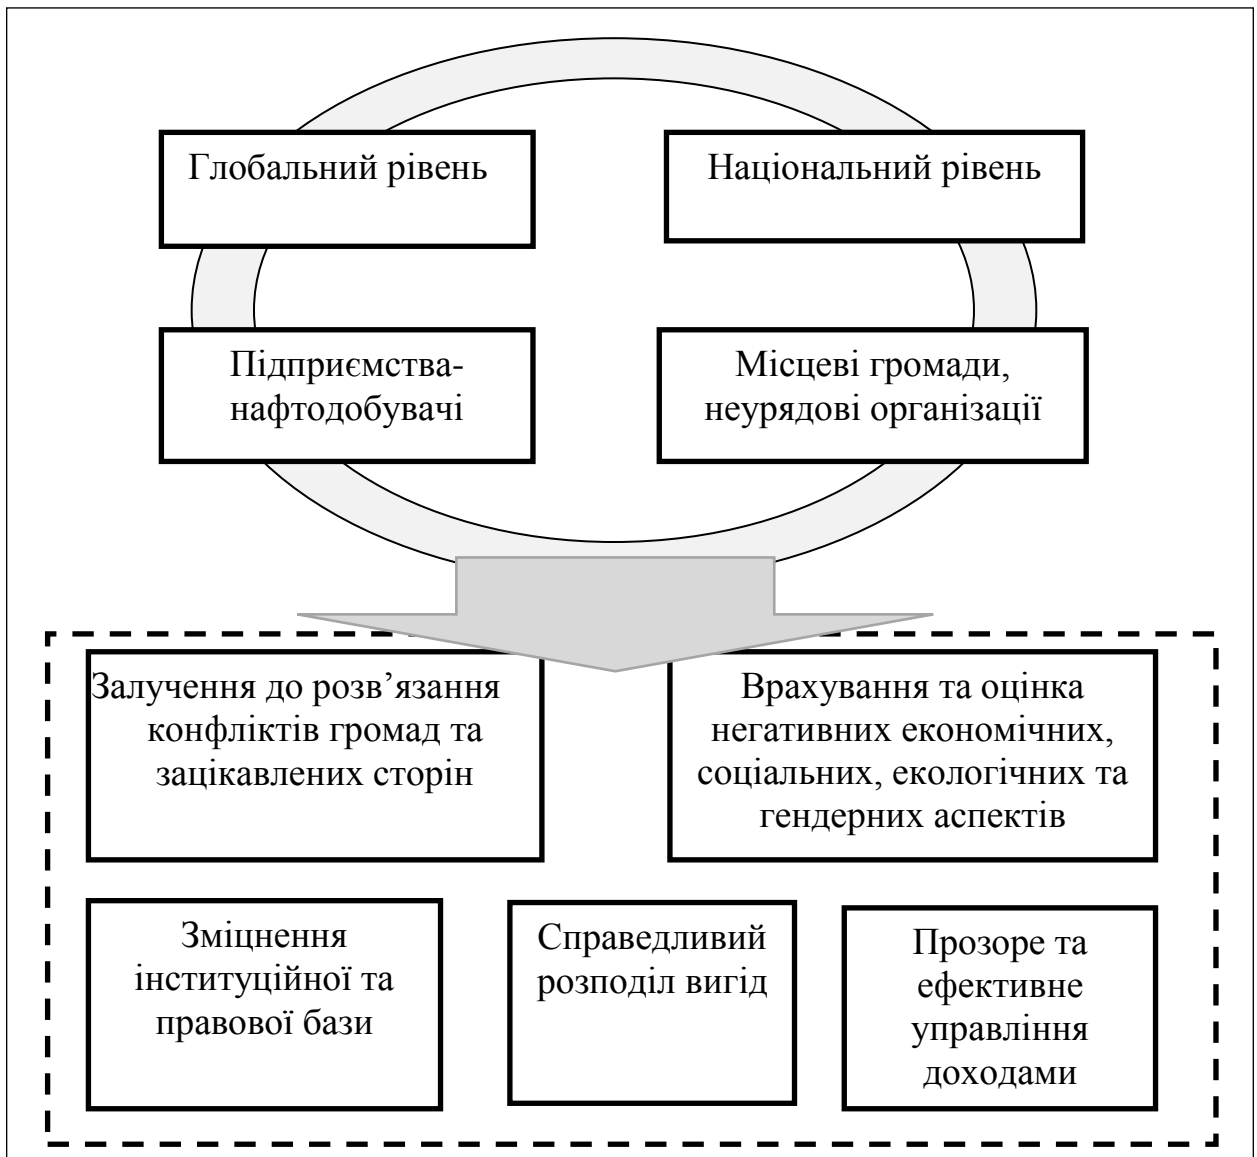 Глобальний рівень
Національний рівень
Підприємства-
нафтодобувачі
Місцеві громади,
неурядові організації
Залучення до розв’язання
конфліктів громад та
зацікавлених сторін
Врахування та оцінка
негативних економічних,
соціальних, екологічних та
гендерних аспектів
Зміцнення
інституційної та
правової бази
Справедливий
розподіл вигід
Прозоре та
ефективне
управління
доходами